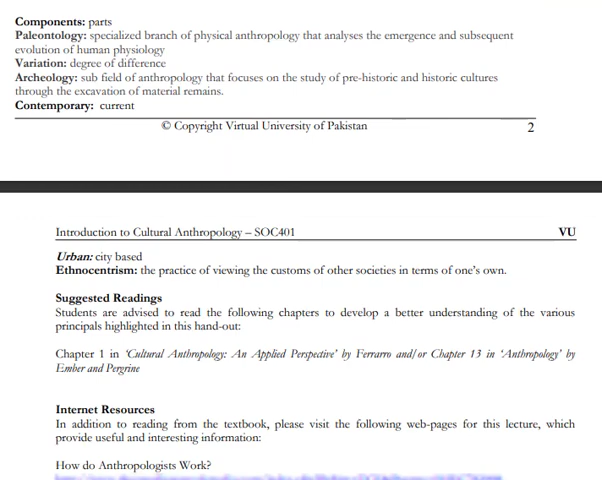 Components: parts
Paleontology: specialized branch of physical anthropology that analyses the emergence and subsequent
evolution of human physiology
Variation: degree of difference
Archeology: sub field of anthropology that focuses on the study of pre-historic and historic cultures
through the excavation of material remains.
Contemporary: current
© Copyright Virtual University of Pakistan 2
Introduction to Cultural Anthropology – SOC401 VU
Urban: city based
Ethnocentrism: the practice of viewing the customs of other societies in terms of one's own.
Suggested Readings
Students are advised to read the following chapters to develop a better understanding of the various
principals highlighted in this hand-out:
Chapter 1 in 'Cultural Anthropology: An Applied Perspective' by Ferrarro and/or Chapter 13 in 'Anthropology' by
Ember and Pergrine
Internet Resources
In addition to reading from the textbook, please visit the following web-pages for this lecture, which
provide useful and interesting information:
How do Anthropologists Work?